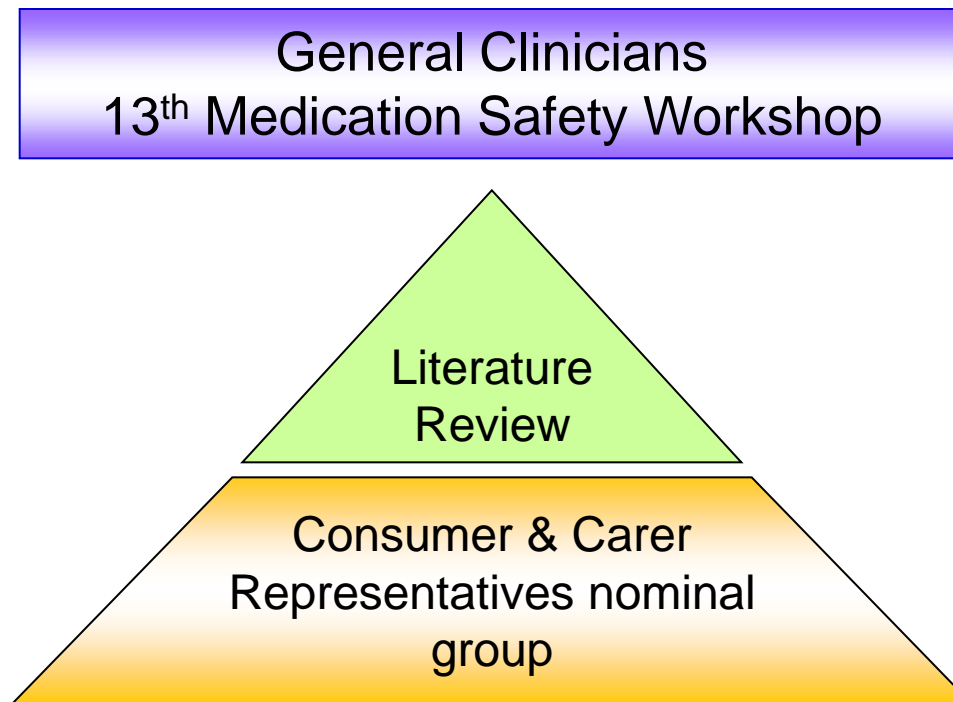 General Clinicians
13th Medication Safety Workshop
Literature
Review
Consumer & Carer
Representatives nominal
group